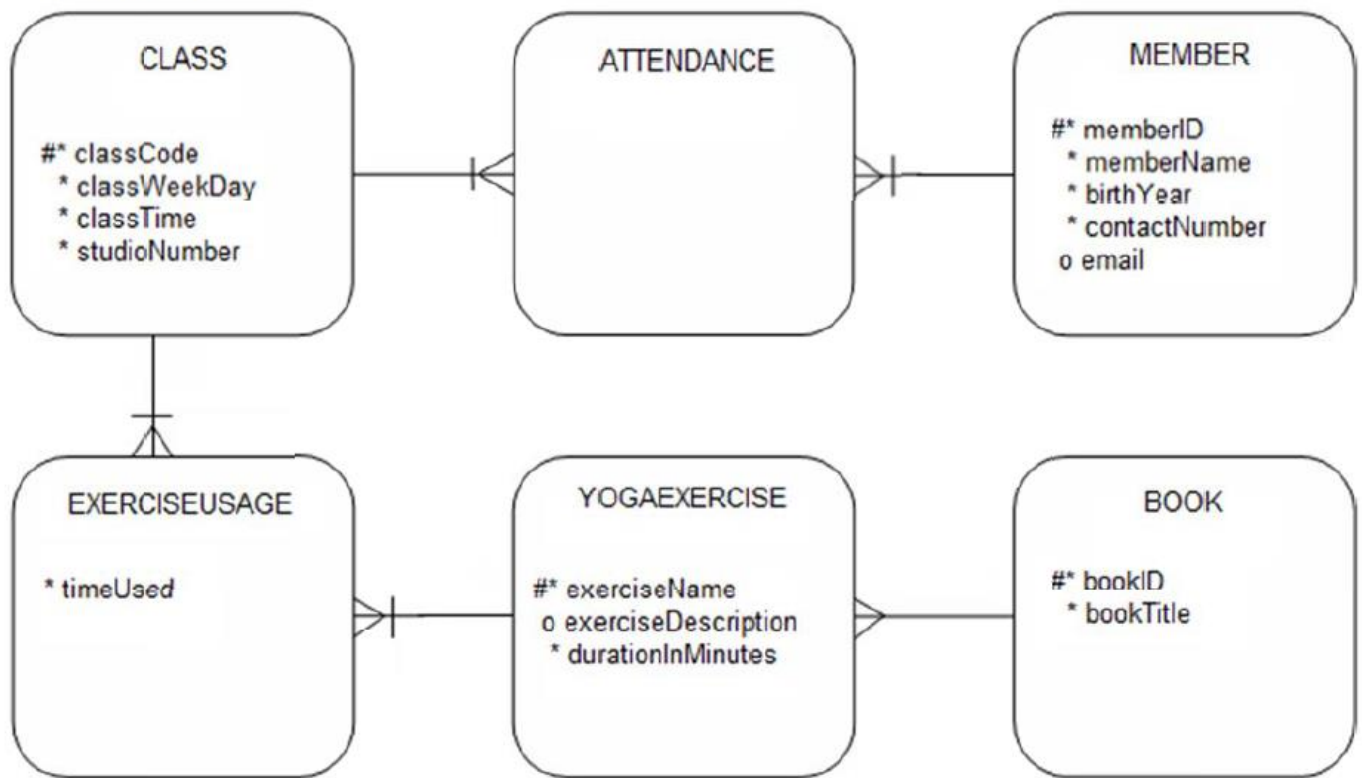 CLASS
#* classCode
* classWeekDay
* classTime
* studioNumber
ATTENDANCE
MEMBER
#* memberID
* memberName
* birthYear
* contactNumber
o email
EXERCISEUSAGE
* timeUsed
YOGAEXERCISE
#* exerciseName
o exerciseDescription
* durationInMinutes
BOOK
#* bookID
* bookTitle